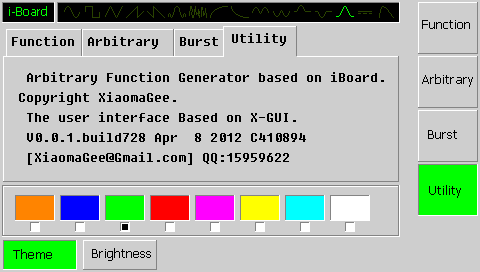 i-Board
Function Arbitrary Burst Utility
Arbitrary Function Generator based on iBoard.
Copyright XiaomaGee.
The user interface Based on X-GUI.
V0.0.1.build728 Apr 8 2012 C410894
[XiaomaGee@Gmail.com] QQ:15959622
Theme Brightness
Function
Arbitrary
Burst
Utility